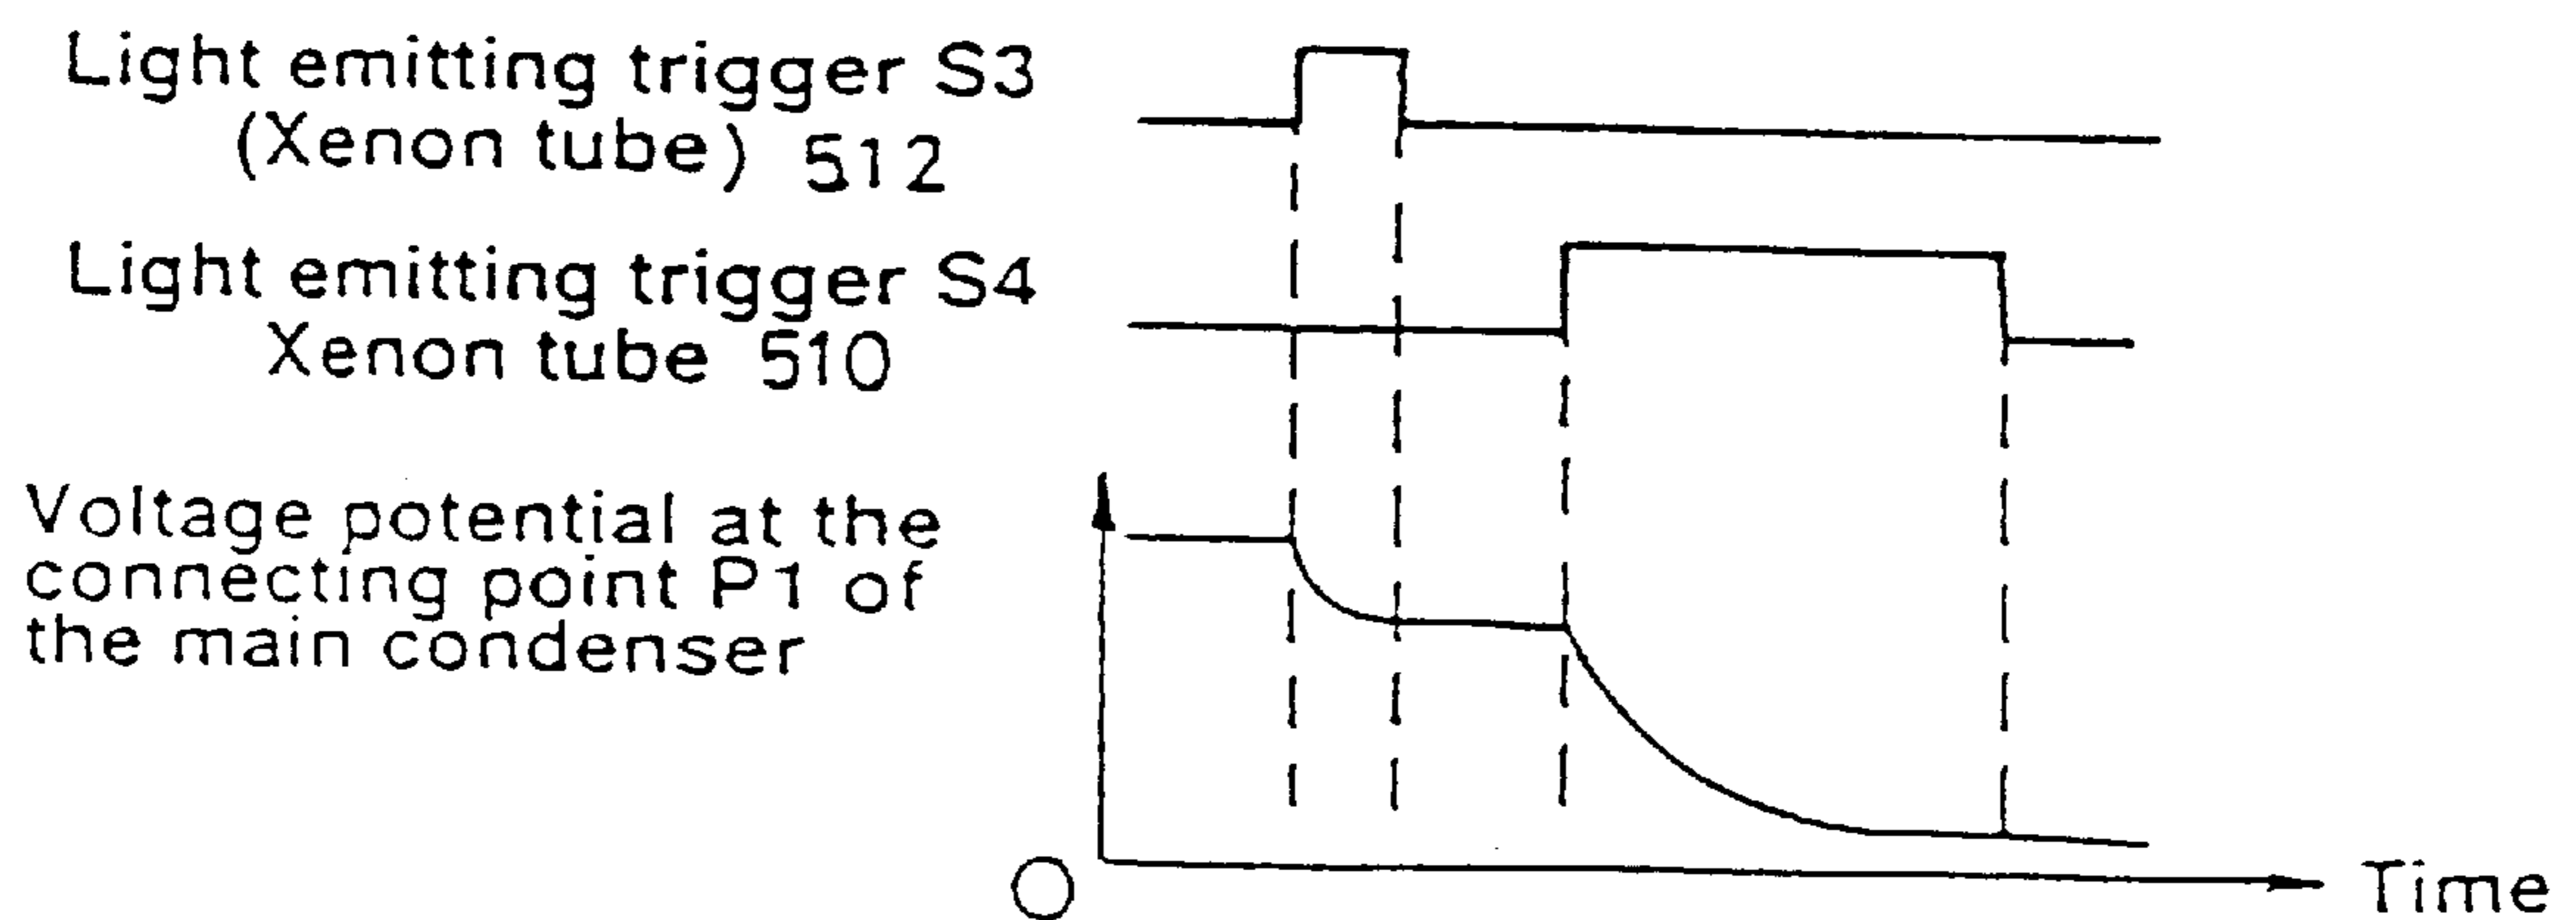 Light emitting trigger S3
(Xenon tube) 512
Light emitting trigger S4
Xenon tube 510
Voltage potential at the
connecting point P1 of
the main condenser
O
Time